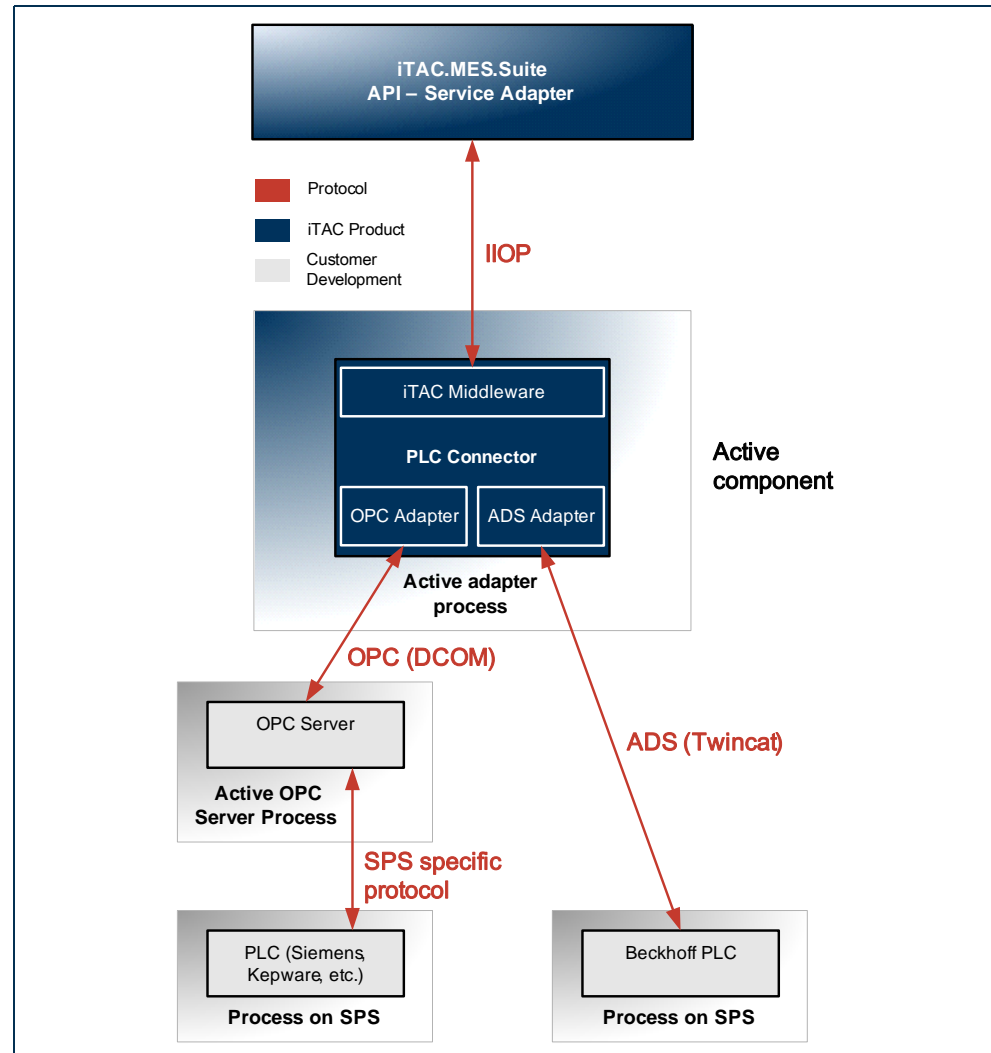 iTAC.MES.Suite
API – Service Adapter
Protocol
iTAC Product
Customer
Development
IIOP
iTAC Middleware
PLC Connector
OPC Adapter
ADS Adapter
Active adapter
process
Active
component
OPC (DCOM)
OPC Server
Active OPC
Server Process
ADS (Twincat)
SPS specific
protocol
PLC (Siemens,
Kepware, etc.)
Process on SPS
Beckhoff PLC
Process on SPS